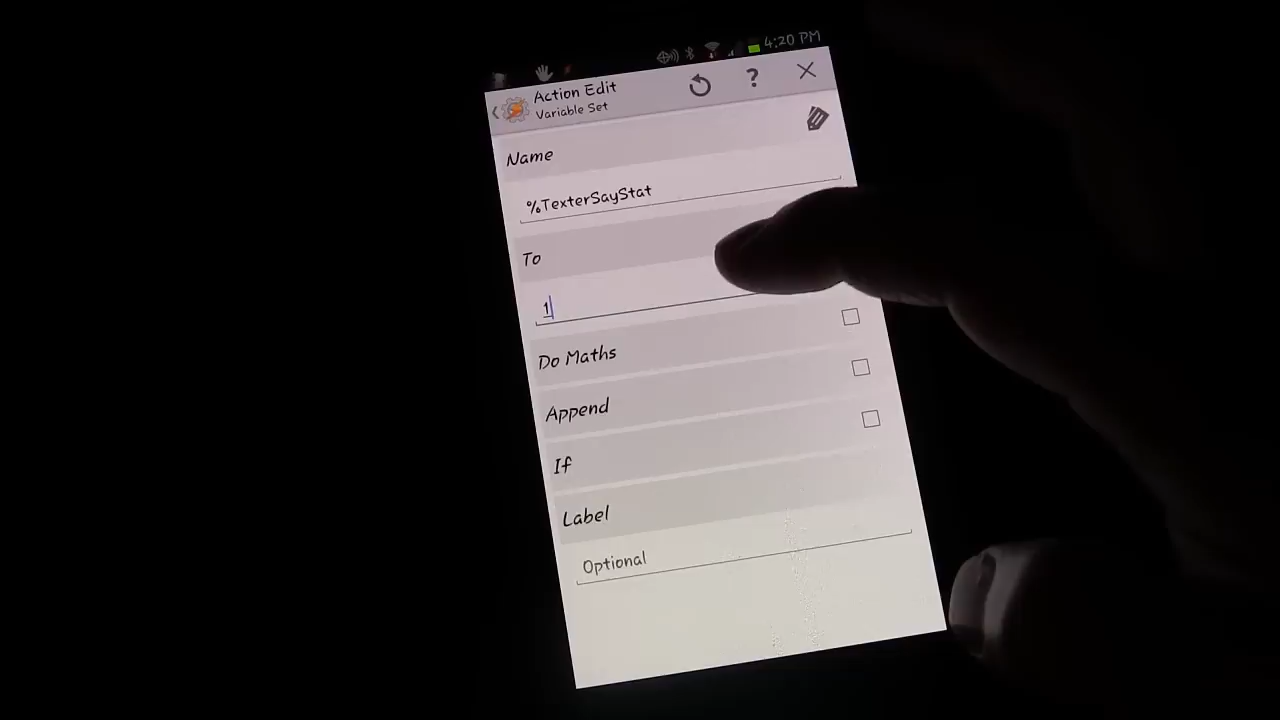 4:20 PM
Action Edit
?
Variable Set
Name
%TexterSayStat
To
1
Do Maths
Append
If
Label
Optional